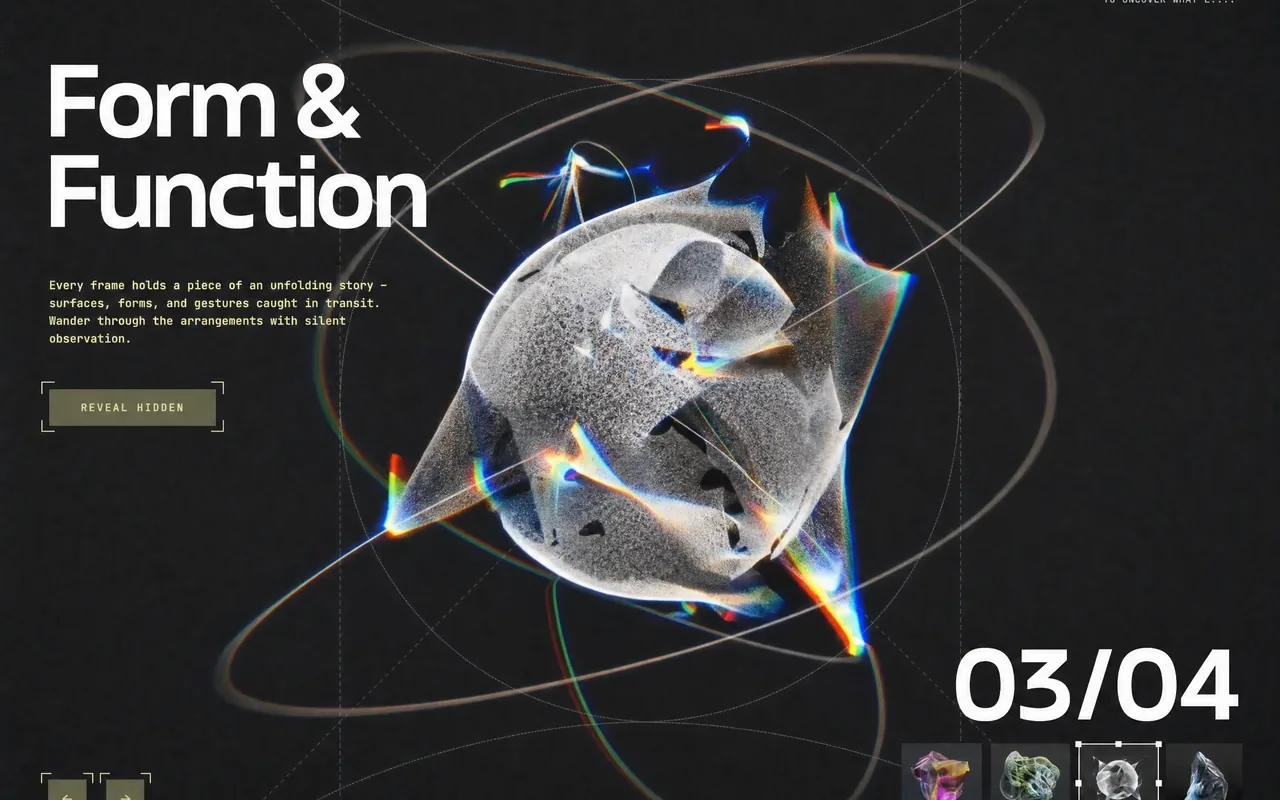 Form &
Function
Every frame holds a piece of an unfolding story –
surfaces, forms, and gestures caught in transit.
Wander through the arrangements with silent
observation.
REVEAL HIDDEN
03/04